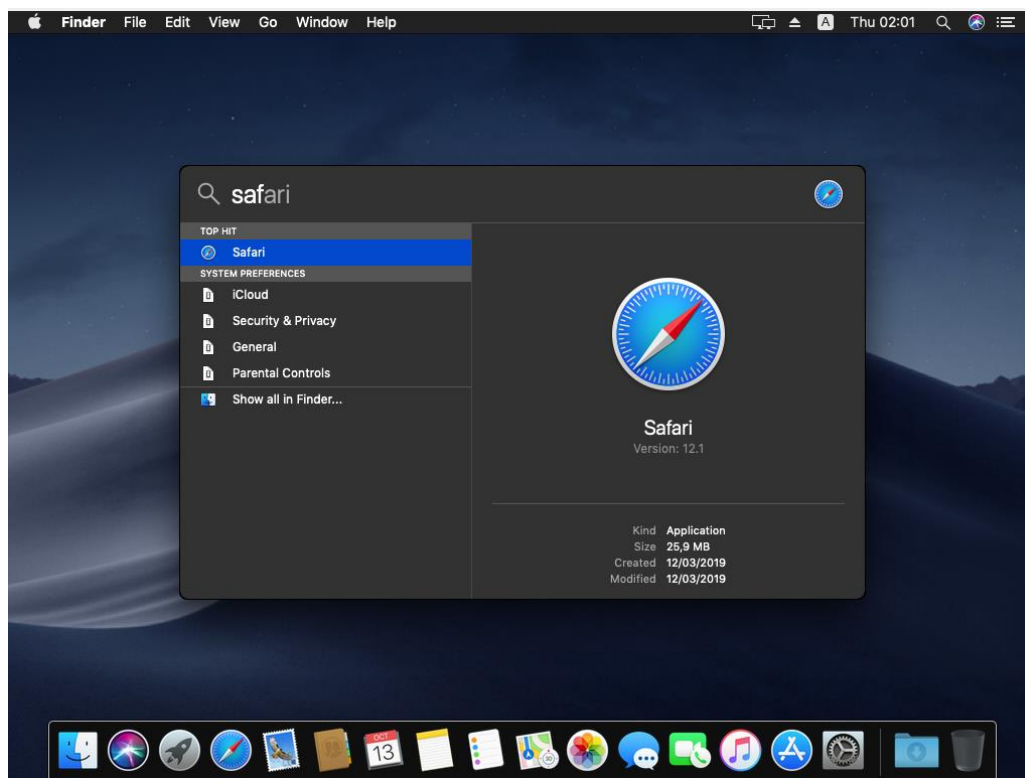 Finder File Edit View Go Window Help A Thu 02:01
safari
TOP HIT
Safari
SYSTEM PREFERENCES
iCloud
Security & Privacy
General
Parental Controls
Show all in Finder...
Safari
Version: 12.1
Kind Application
Size 25,9 MB
Created 12/03/2019
Modified 12/03/2019
OCT
13